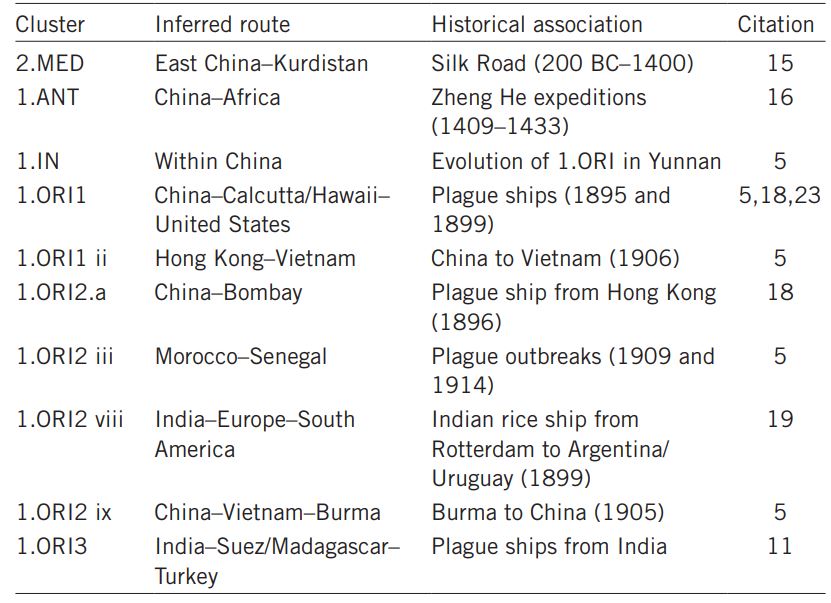 Cluster Inferred route Historical association Citation
2.MED East China–Kurdistan Silk Road (200 BC–1400) 15
1.ANT China–Africa Zheng He expeditions 16
(1409–1433)
1.IN Within China Evolution of 1.ORI in Yunnan 5
1.ORI1 China–Calcutta/Hawaii– Plague ships (1895 and 5,18,23
United States 1899)
1.ORI1 ii Hong Kong–Vietnam China to Vietnam (1906) 5
1.ORI2.a China–Bombay Plague ship from Hong Kong 18
(1896)
1.ORI2 iii Morocco–Senegal Plague outbreaks (1909 and 5
1914)
1.ORI2 viii India–Europe–South Indian rice ship from 19
America Rotterdam to Argentina/
Uruguay (1899)
1.ORI2 ix China–Vietnam–Burma Burma to China (1905) 5
1.ORI3 India–Suez/Madagascar– Plague ships from India 11
Turkey